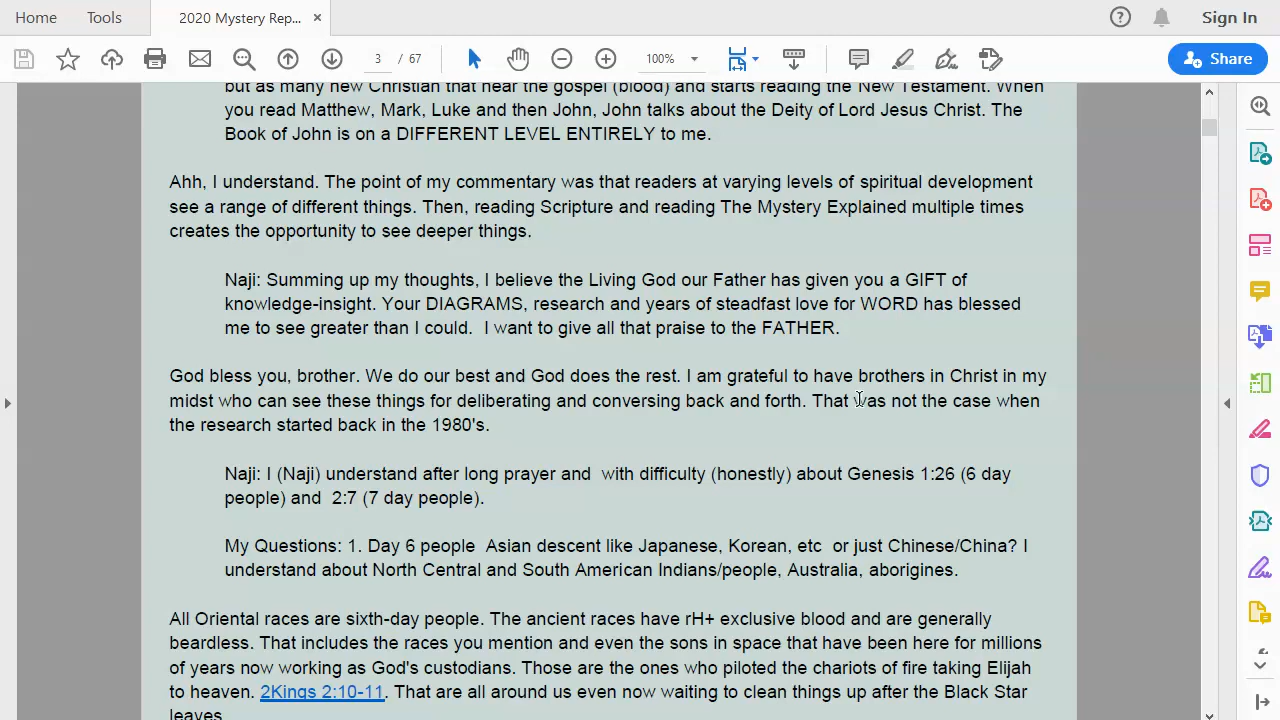 Home Tools 2020 Mystery Rep... × Sign In
3 / 67 100% Share
but as many new Christian that hear the gospel (blood) and starts reading the New Testament. When
you read Matthew, Mark, Luke and then John, John talks about the Deity of Lord Jesus Christ. The
Book of John is on a DIFFERENT LEVEL ENTIRELY to me.
Ahh, I understand. The point of my commentary was that readers at varying levels of spiritual development
see a range of different things. Then, reading Scripture and reading The Mystery Explained multiple times
creates the opportunity to see deeper things.
Naji: Summing up my thoughts, I believe the Living God our Father has given you a GIFT of
knowledge-insight. Your DIAGRAMS, research and years of steadfast love for WORD has blessed
me to see greater than I could.  I want to give all that praise to the FATHER.
God bless you, brother. We do our best and God does the rest. I am grateful to have brothers in Christ in my
midst who can see these things for deliberating and conversing back and forth. That was not the case when
the research started back in the 1980's.
Naji: I (Naji) understand after long prayer and  with difficulty (honestly) about Genesis 1:26 (6 day
people) and  2:7 (7 day people).
My Questions: 1. Day 6 people  Asian descent like Japanese, Korean, etc  or just Chinese/China? I
understand about North Central and South American Indians/people, Australia, aborigines.
All Oriental races are sixth-day people. The ancient races have rH+ exclusive blood and are generally
beardless. That includes the races you mention and even the sons in space that have been here for millions
of years now working as God's custodians. Those are the ones who piloted the chariots of fire taking Elijah
to heaven. 2Kings 2:10-11. That are all around us even now waiting to clean things up after the Black Star
leaves